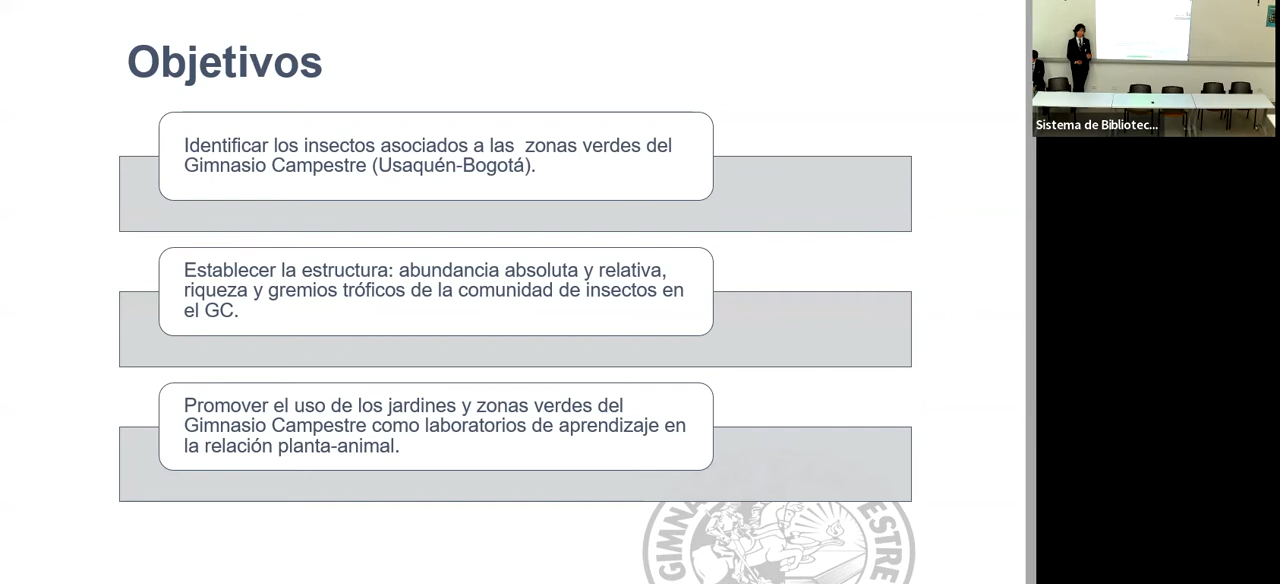 Objetivos
Identificar los insectos asociados a las  zonas verdes del
Gimnasio Campestre (Usaquén-Bogotá).
Establecer la estructura: abundancia absoluta y relativa,
riqueza y gremios tróficos de la comunidad de insectos en
el GC.
Promover el uso de los jardines y zonas verdes del
Gimnasio Campestre como laboratorios de aprendizaje en
la relación planta-animal.
Sistema de Bibliotec...